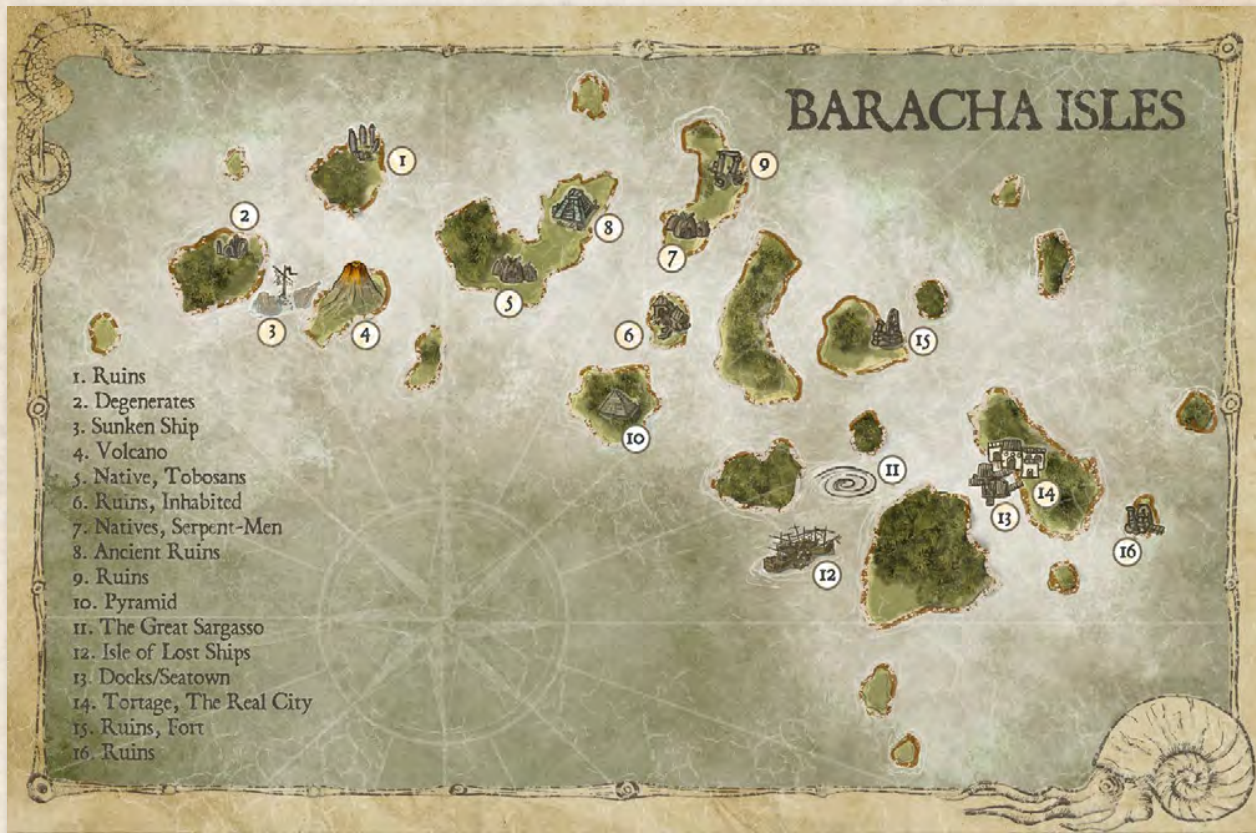 BARACHA ISLES
1
2
3
4
5
6
7
8
9
10
11
12
13
14
15
16
1. Ruins
2. Degenerates
3. Sunken Ship
4. Volcano
5. Native, Tobosans
6. Ruins, Inhabited
7. Natives, Serpent-Men
8. Ancient Ruins
9. Ruins
10. Pyramid
11. The Great Sargasso
12. Isle of Lost Ships
13. Docks/Seatown
14. Tortage, The Real City
15. Ruins, Fort
16. Ruins